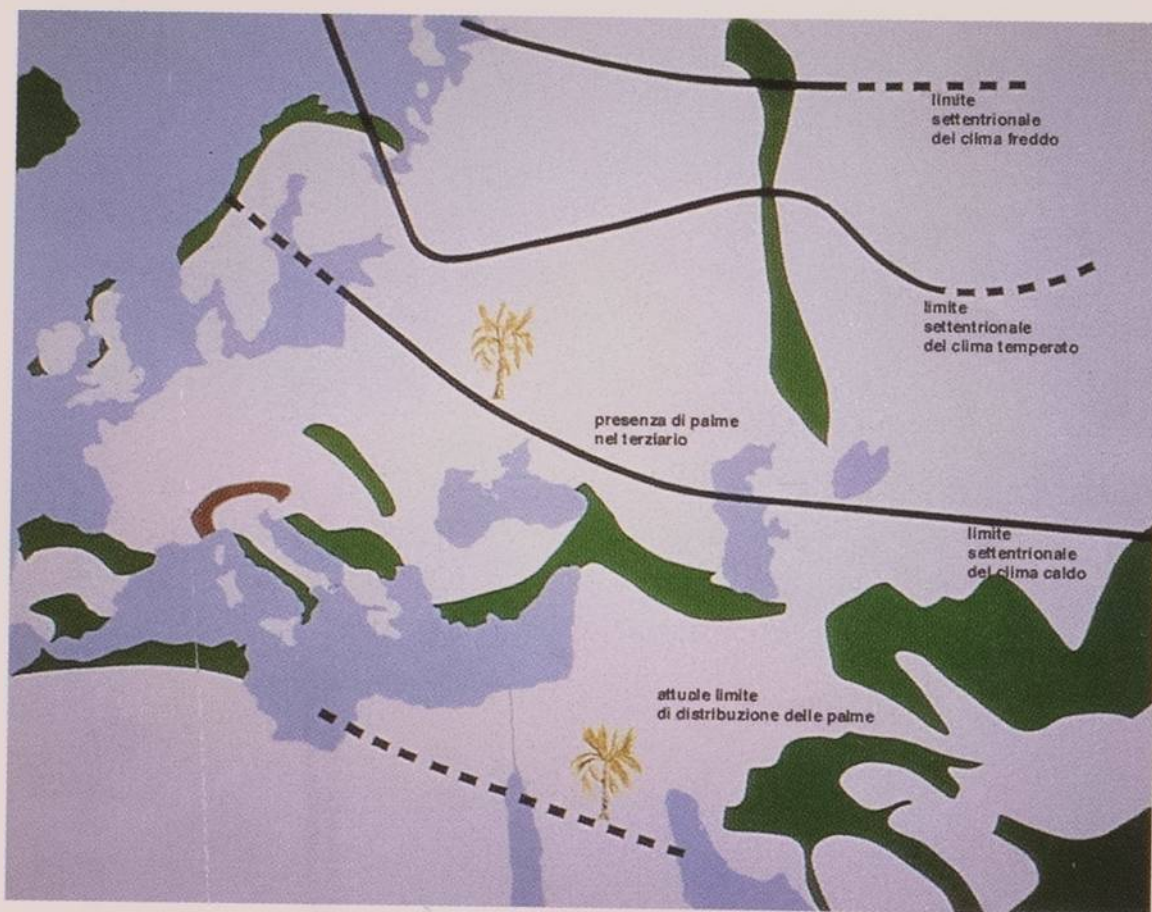 limite
settentrionale
del clima freddo
limite
settentrionale
del clima temperato
presenza di palme
nel terziario
limite
settentrionale
del clima caldo
attuale limite
di distribuzione delle palme